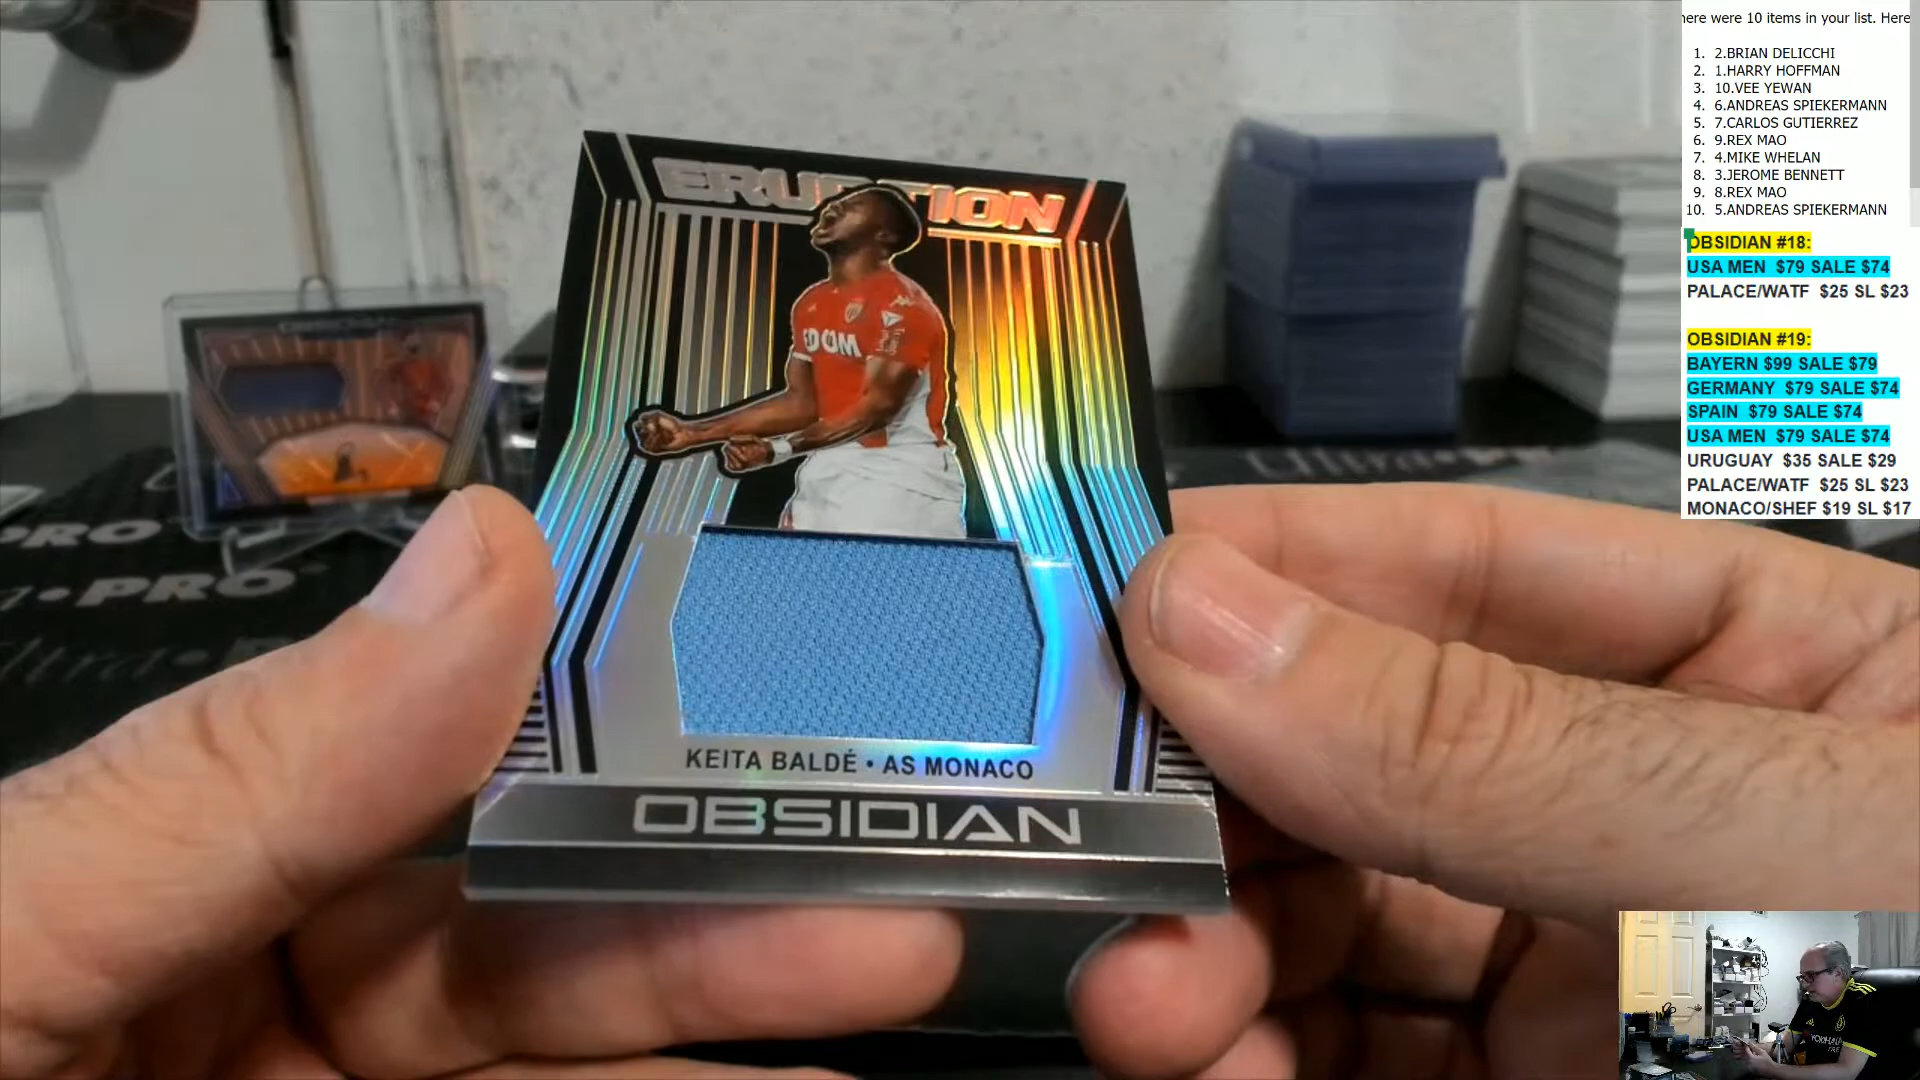 here were 10 items in your list. Here
1. 2.BRIAN DELICCHI
2. 1.HARRY HOFFMAN
3. 10.VEE YEWAN
4. 6.ANDREAS SPIEKERMANN
5. 7.CARLOS GUTIERREZ
6. 9.REX MAO
7. 4.MIKE WHELAN
8. 3.JEROME BENNETT
9. 8.REX MAO
10. 5.ANDREAS SPIEKERMANN
OBSIDIAN #18:
USA MEN $79 SALE $74
PALACE/WATF $25 SL $23
OBSIDIAN #19:
BAYERN $99 SALE $79
GERMANY $79 SALE $74
SPAIN $79 SALE $74
USA MEN $79 SALE $74
URUGUAY $35 SALE $29
PALACE/WATF $25 SL $23
MONACO/SHEF $19 SL $17
ERUPTION
EDOM
KEITA BALDÉ • AS MONACO
OBSIDIAN
PRO
PRO